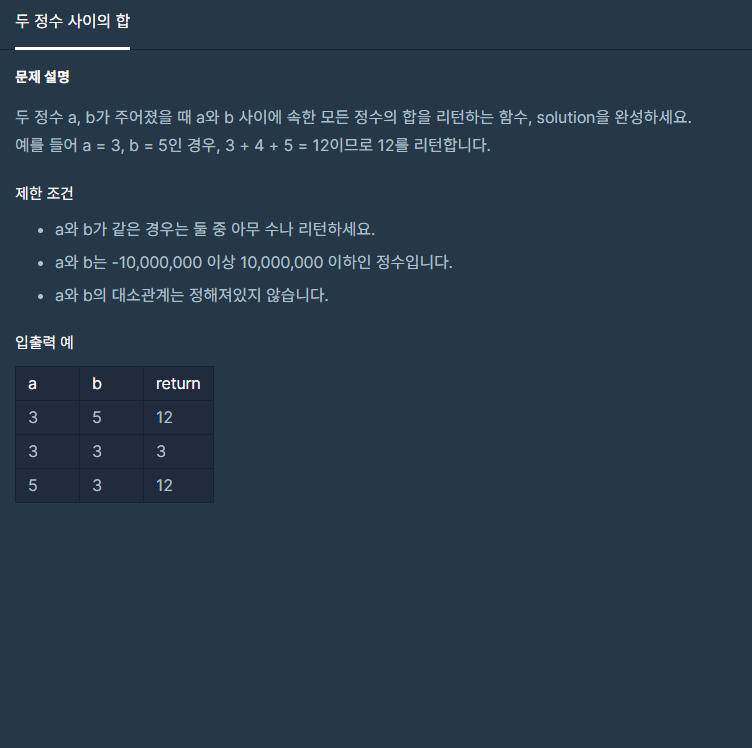 두 정수 사이의 합
문제 설명
두 정수 a, b가 주어졌을 때 a와 b 사이에 속한 모든 정수의 합을 리턴하는 함수, solution을 완성하세요.
예를 들어 a = 3, b = 5인 경우, 3 + 4 + 5 = 12이므로 12를 리턴합니다.
제한 조건
• a와 b가 같은 경우는 둘 중 아무 수나 리턴하세요.
• a와 b는 -10,000,000 이상 10,000,000 이하인 정수입니다.
• a와 b의 대소관계는 정해져있지 않습니다.
입출력 예
a b return
3 5 12
3 3 3
5 3 12